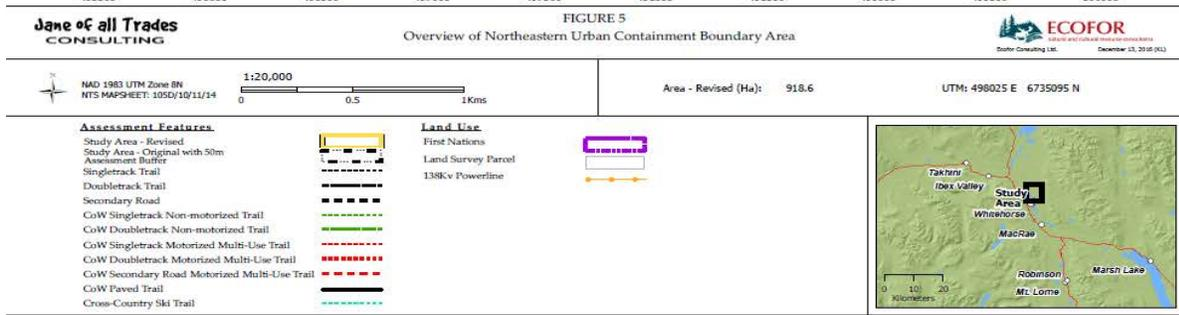 Jane of all Trades
CONSULTING
FIGURE 5
Overview of Northeastern Urban Containment Boundary Area
ECOFOR
Ecofor Consulting Ltd.
December 13, 2016 (KL)
NAD 1983 UTM Zone 8N
NTS MAPSHEET: 105D/10/11/14
1:20,000
0 0.5 1Kms
Area - Revised (Ha): 918.6
UTM: 498025 E 6735095 N
Assessment Features
Study Area - Revised
Study Area - Original with 50m
Assessment Buffer
Singletrack Trail
Doubletrack Trail
Secondary Road
CoW Singletrack Non-motorized Trail
CoW Doubletrack Non-motorized Trail
CoW Singletrack Motorized Multi-Use Trail
CoW Doubletrack Motorized Multi-Use Trail
CoW Secondary Road Motorized Multi-Use Trail
CoW Paved Trail
Cross-Country Ski Trail
Land Use
First Nations
Land Survey Parcel
138Kv Powerline
Takhini
Ibex Valley
Study
Area
Whitehorse
MacRae
Robinson
Marsh Lake
Mt. Lorne
0 10 20
Kilometers